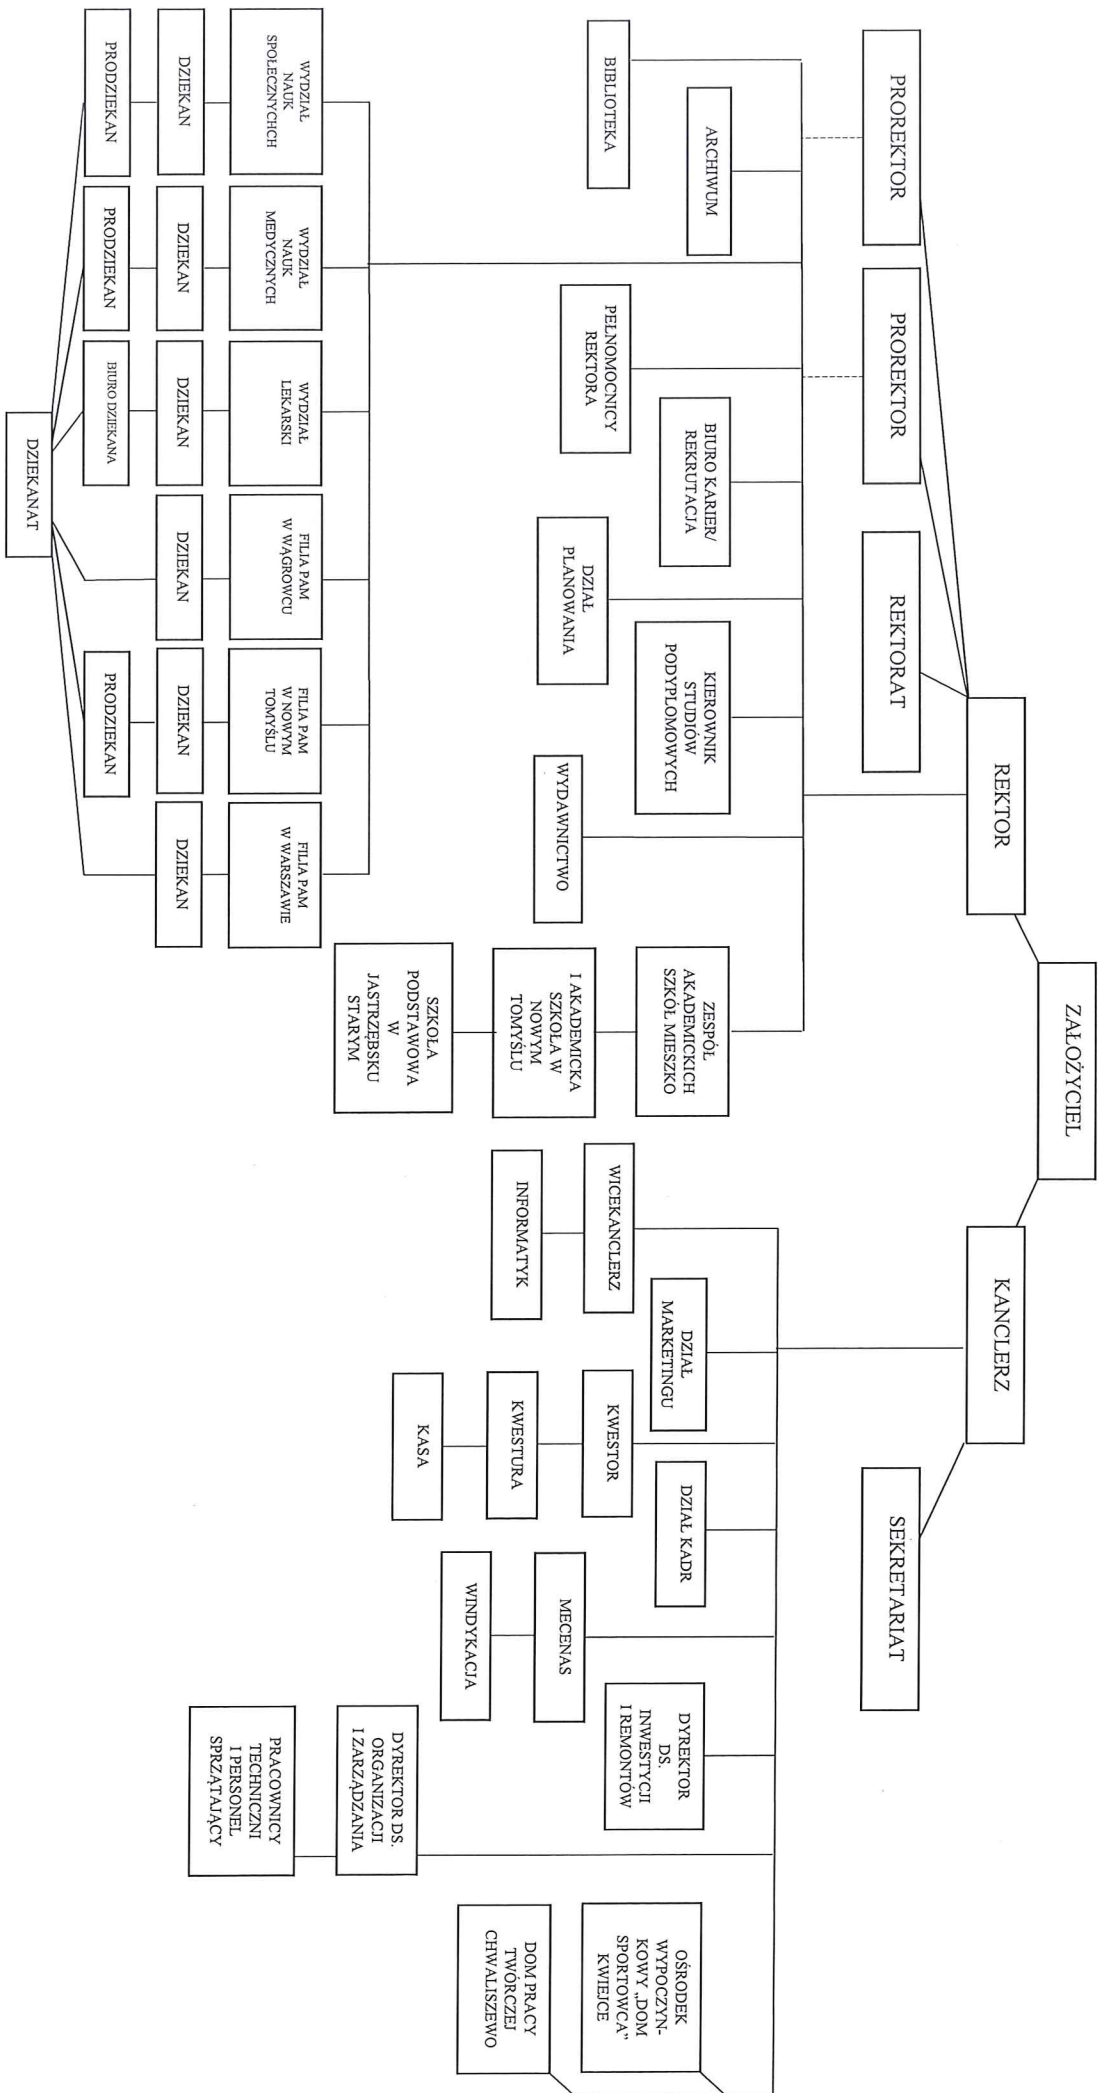 ZAŁOŻYCIEL
REKTOR
KANCLERZ
PROREKTOR
PROREKTOR
REKTORAT
SEKRETARIAT
BIBLIOTEKA
ARCHIWUM
PEŁNOMOCNICY
REKTORA
BIURO KARIER/
REKRUTACJA
DZIAŁ
PLANOWANIA
KIEROWNIK
STUDIÓW
PODYPLOMOWYCH
WYDAWNICTWO
ZESPÓŁ
AKADEMICKICH
SZKÓŁ MIESZKO
I AKADEMICKA
SZKOŁA W
NOWYM
TOMYŚLU
SZKOŁA
PODSTAWOWA
W
JASTRZĘBSKU
STARYM
WICEKANCLERZ
INFORMATYK
DZIAŁ
MARKETINGU
KWESTOR
KWESTURA
KASA
DZIAŁ KADR
MECENAS
WINDYKACJA
DYREKTOR
DS.
INWESTYCJI
I REMONTÓW
DYREKTOR DS.
ORGANIZACJI
I ZARZĄDZANIA
PRACOWNICY
TECHNICZNI
I PERSONEL
SPRZĄTAJĄCY
OŚRODEK
WYPOCZYN-
KOWY „DOM
SPORTOWCA”
KWIEJCE
DOM PRACY
TWÓRCZEJ
CHWALISZEWO
WYDZIAŁ
NAUK
SPOŁECZNYCHCH
WYDZIAŁ
NAUK
MEDYCZNYCH
WYDZIAŁ
LEKARSKI
FILIA PAM
W WĄGROWCU
FILIA PAM
W NOWYM
TOMYŚLU
FILIA PAM
W WARSZAWIE
DZIEKAN
DZIEKAN
DZIEKAN
DZIEKAN
DZIEKAN
DZIEKAN
PRODZIEKAN
PRODZIEKAN
BIURO DZIEKANA
PRODZIEKAN
DZIEKANAT